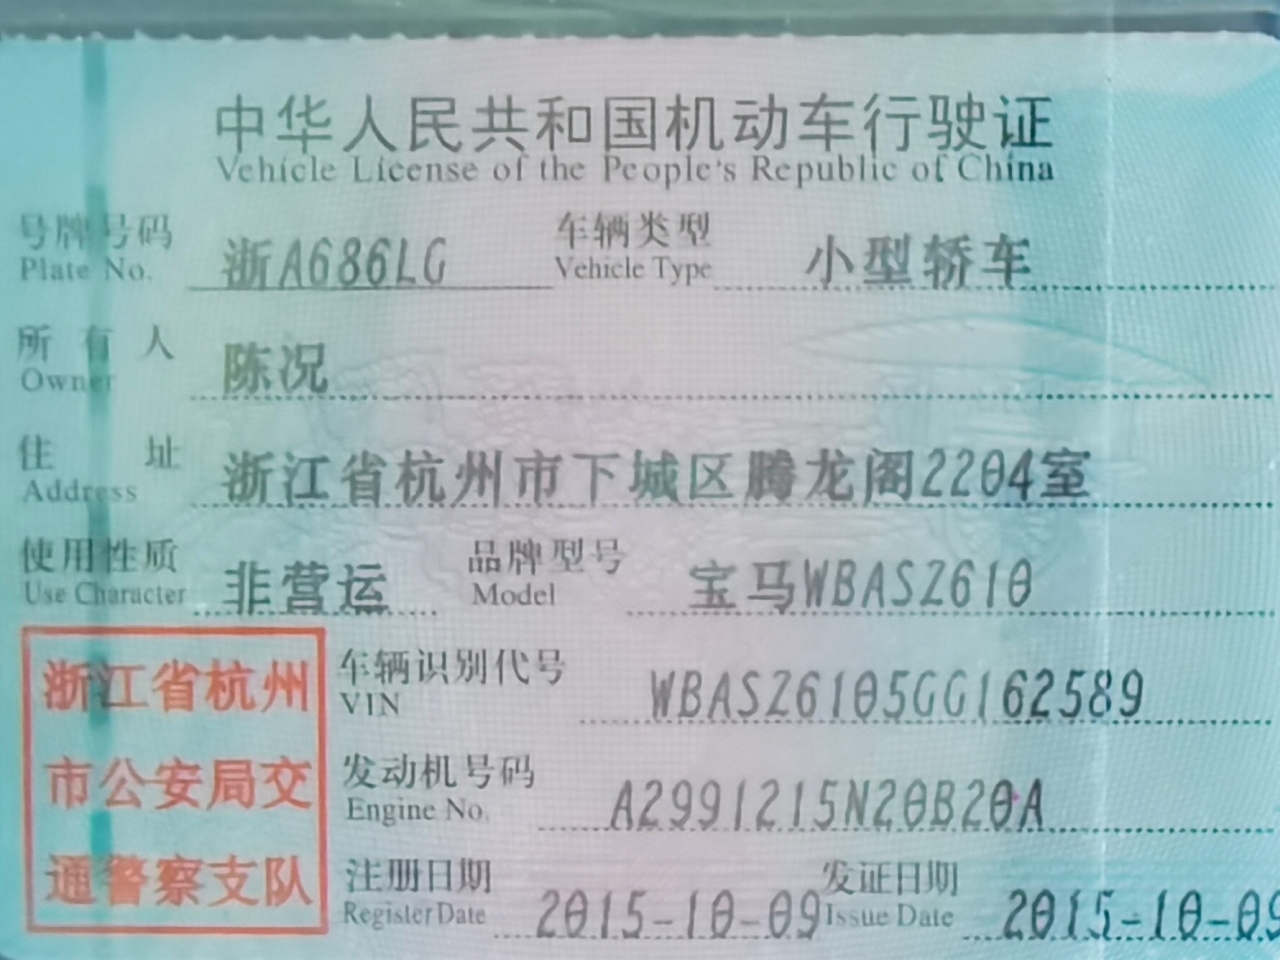 中华人民共和国机动车行驶证
Vehicle License of the People's Republic of China
号牌号码 浙A686LG 车辆类型 小型轿车
Plate No. Vehicle Type
所有人 陈况
Owner
住址 浙江省杭州市下城区腾龙阁2204室
Address
使用性质 非营运 品牌型号 宝马WBASZ610
Use Character Model
浙江省杭州
市公安局交
通警察支队
车辆识别代号 WBASZ6105GG162589
VIN
发动机号码 A2991215N20B20A
Engine No.
注册日期 2015-10-09 发证日期 2015-10-09
Register Date Issue Date